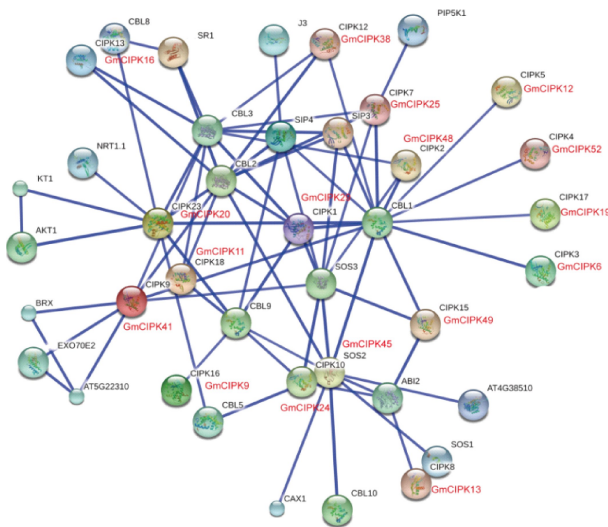 CBL8
CIPK13
GmCIPK16
SR1
J3
CIPK12
GmCIPK38
PIP5K1
CBL3
SIP4
SIP3
CIPK7
GmCIPK25
CIPK5
GmCIPK12
NRT1.1
CBL2
GmCIPK48
CIPK2
CIPK4
GmCIPK52
KT1
AKT1
CIPK23
GmCIPK20
CIPK1
CBL1
CIPK17
GmCIPK19
GmCIPK11
CIPK18
CIPK9
GmCIPK41
SOS3
CIPK3
GmCIPK6
BRX
EXO70E2
AT5G22310
CBL9
CIPK15
GmCIPK49
GmCIPK45
SOS2
CIPK16
GmCIPK9
CIPK10
GmCIPK24
CBL5
ABI2
AT4G38510
SOS1
CIPK8
GmCIPK13
CAX1
CBL10